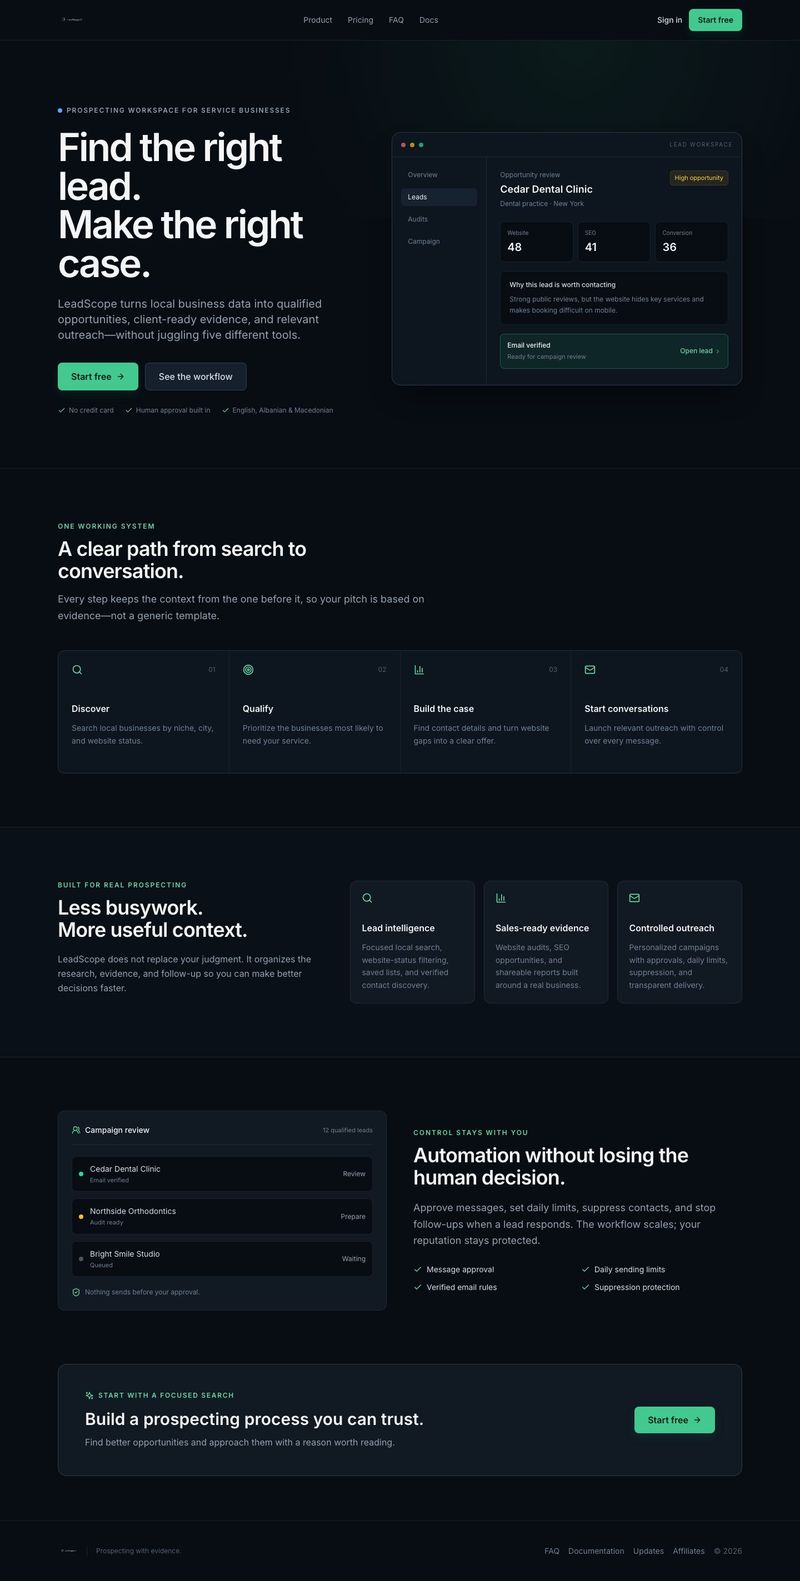 Product Pricing FAQ Docs Sign in Start free
PROSPECTING WORKSPACE FOR SERVICE BUSINESSES
Find the right
lead.
Make the right
case.
LeadScope turns local business data into qualified
opportunities, client-ready evidence, and relevant
outreach—without juggling five different tools.
Start free → See the workflow
No credit card Human approval built in English, Albanian & Macedonian
LEAD WORKSPACE
Overview
Leads
Audits
Campaign
Opportunity review
High opportunity
Cedar Dental Clinic
Dental practice · New York
Website SEO Conversion
48 41 36
Why this lead is worth contacting
Strong public reviews, but the website hides key services and
makes booking difficult on mobile.
Email verified
Ready for campaign review
Open lead ›
ONE WORKING SYSTEM
A clear path from search to
conversation.
Every step keeps the context from the one before it, so your pitch is based on
evidence—not a generic template.
01
Discover
Search local businesses by niche, city,
and website status.
02
Qualify
Prioritize the businesses most likely to
need your service.
03
Build the case
Find contact details and turn website
gaps into a clear offer.
04
Start conversations
Launch relevant outreach with control
over every message.
BUILT FOR REAL PROSPECTING
Less busywork.
More useful context.
LeadScope does not replace your judgment. It organizes the
research, evidence, and follow-up so you can make better
decisions faster.
Lead intelligence
Focused local search,
website-status filtering,
saved lists, and verified
contact discovery.
Sales-ready evidence
Website audits, SEO
opportunities, and
shareable reports built
around a real business.
Controlled outreach
Personalized campaigns
with approvals, daily limits,
suppression, and
transparent delivery.
Campaign review 12 qualified leads
Cedar Dental Clinic
Email verified
Review
Northside Orthodontics
Audit ready
Prepare
Bright Smile Studio
Queued
Waiting
Nothing sends before your approval.
CONTROL STAYS WITH YOU
Automation without losing the
human decision.
Approve messages, set daily limits, suppress contacts, and stop
follow-ups when a lead responds. The workflow scales; your
reputation stays protected.
Message approval Daily sending limits
Verified email rules Suppression protection
START WITH A FOCUSED SEARCH
Build a prospecting process you can trust.
Find better opportunities and approach them with a reason worth reading.
Start free →
Prospecting with evidence.
FAQ Documentation Updates Affiliates © 2026